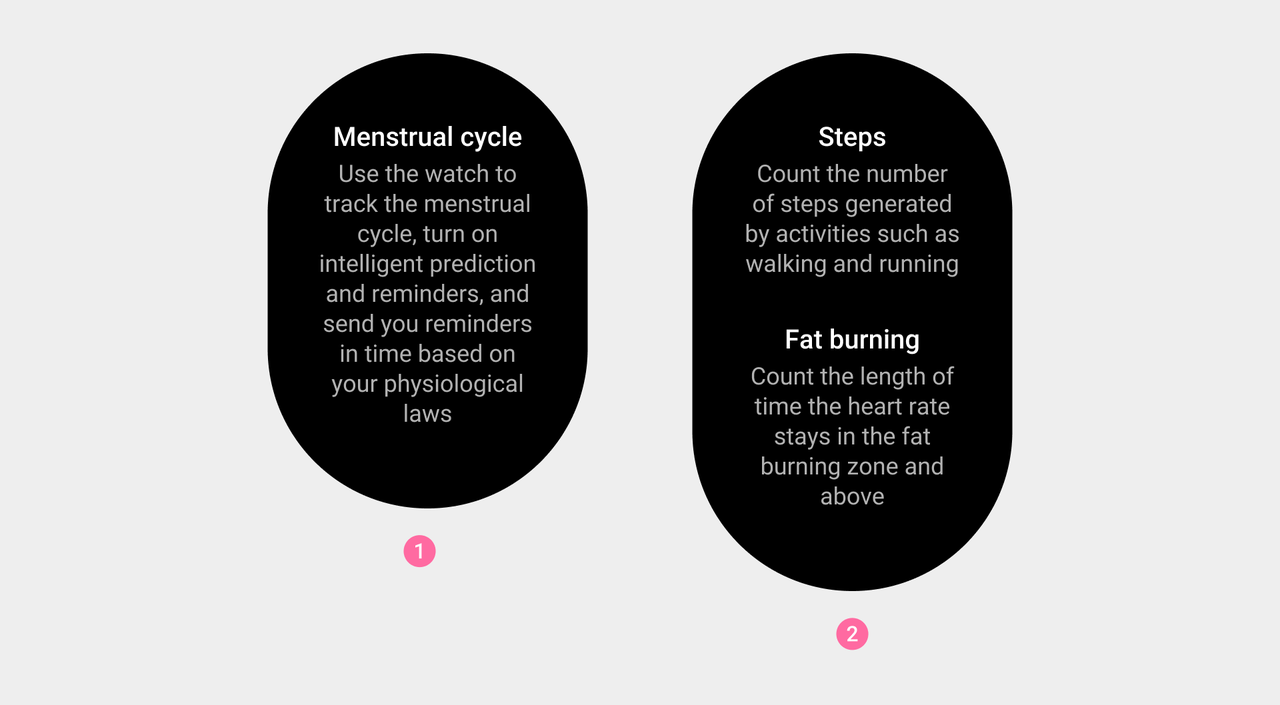 Menstrual cycle
Use the watch to
track the menstrual
cycle, turn on
intelligent prediction
and reminders, and
send you reminders
in time based on
your physiological
laws
1
Steps
Count the number
of steps generated
by activities such as
walking and running
Fat burning
Count the length of
time the heart rate
stays in the fat
burning zone and
above
2